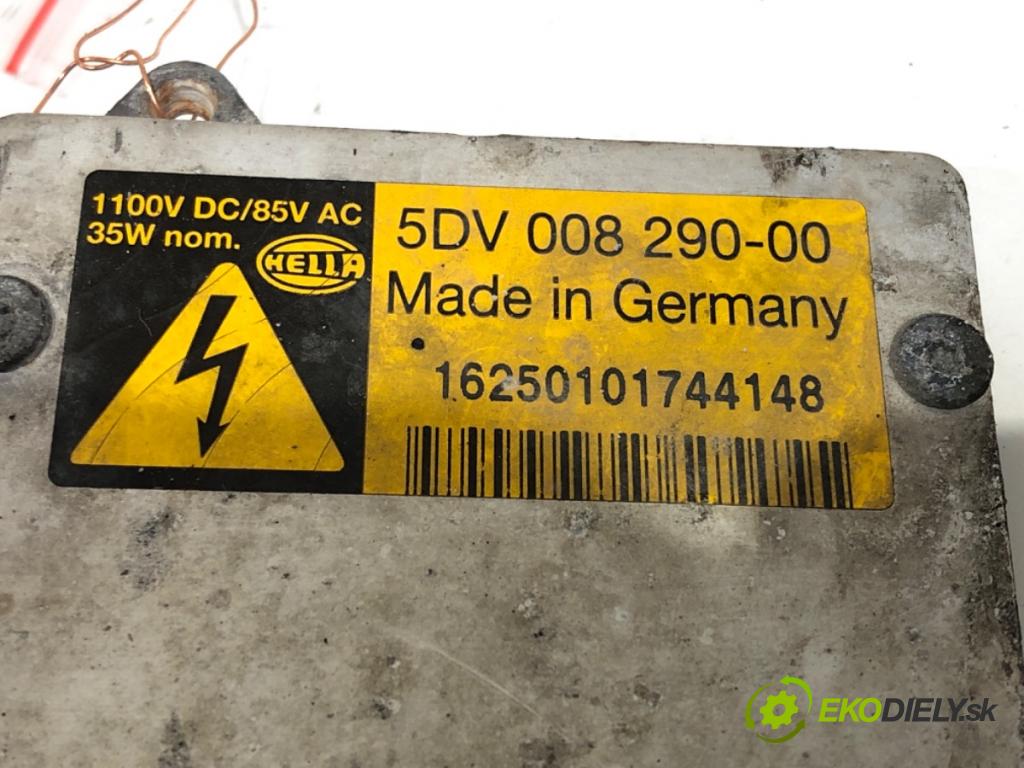 1100V DC/85V AC
35W nom.
HELLA
5DV 008 290-00
Made in Germany
16250101744148
EKODIELY.sk